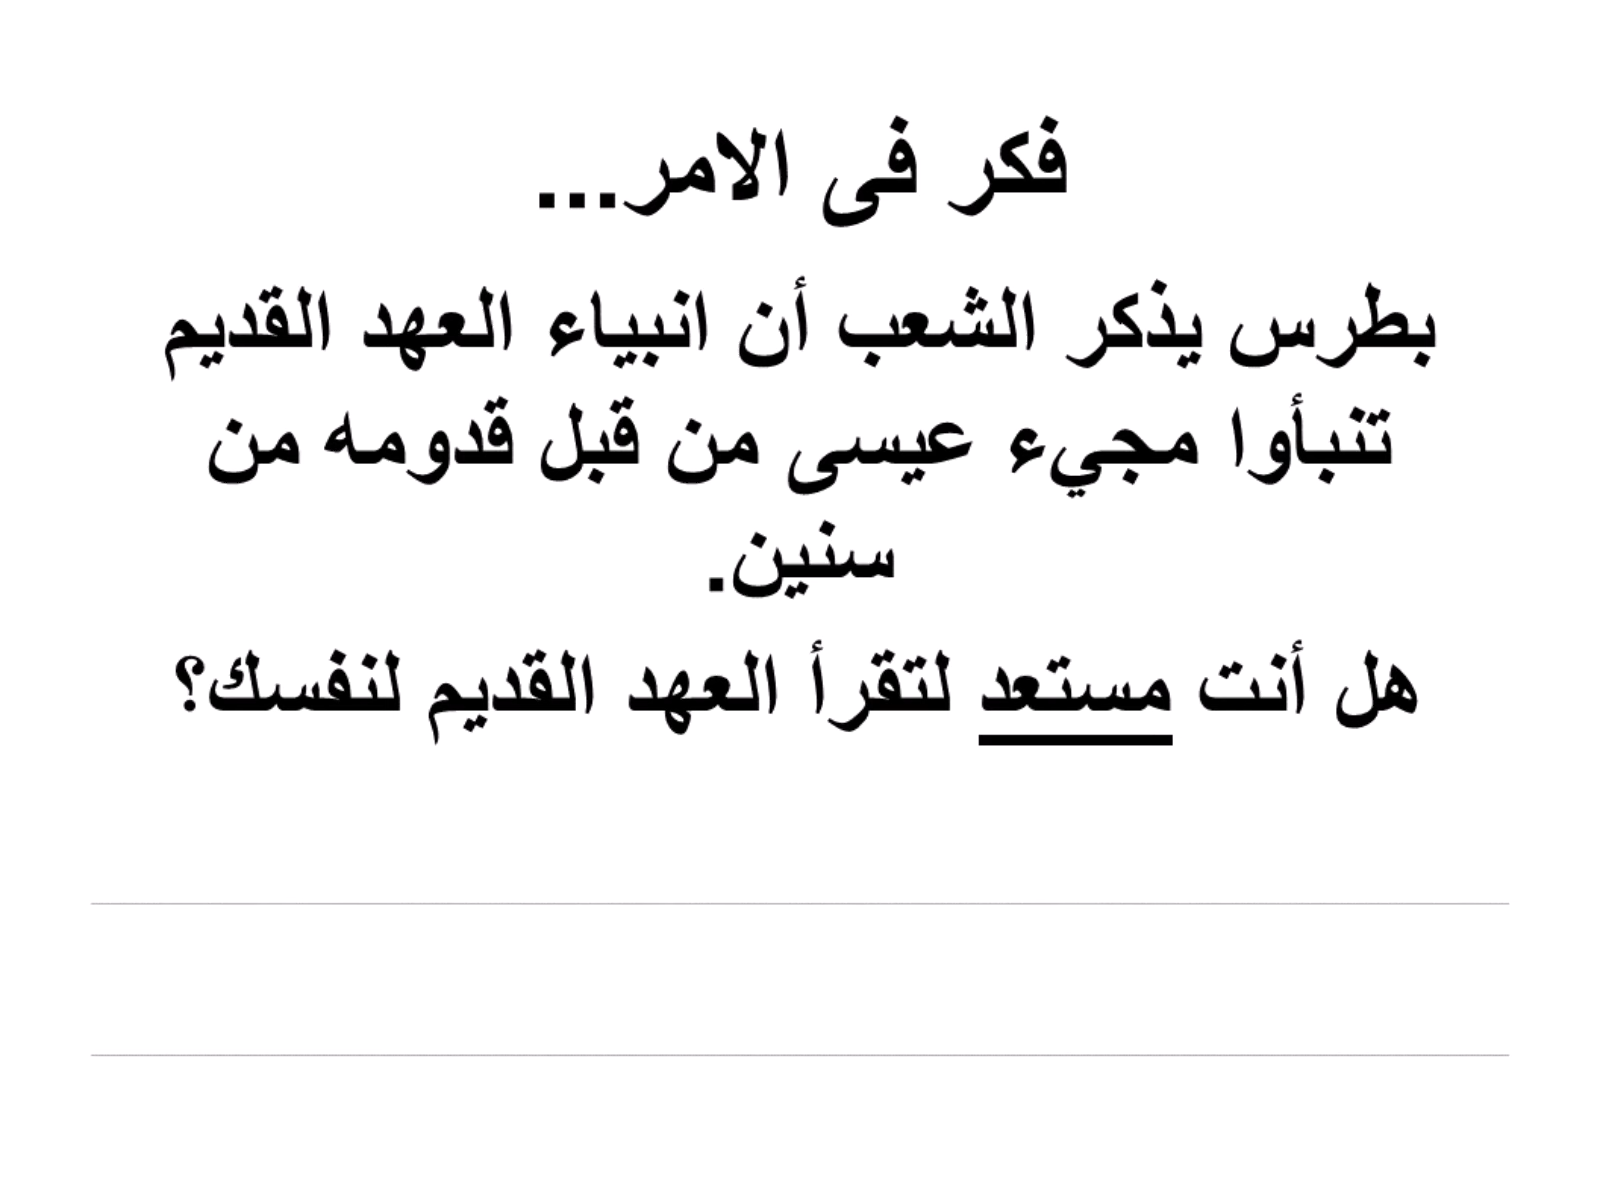 فكر فى الامر...
بطرس يذكر الشعب أن انبياء العهد القديم
تنبأوا مجيء عيسى من قبل قدومه من
سنين.
هل أنت مستعد لتقرأ العهد القديم لنفسك؟